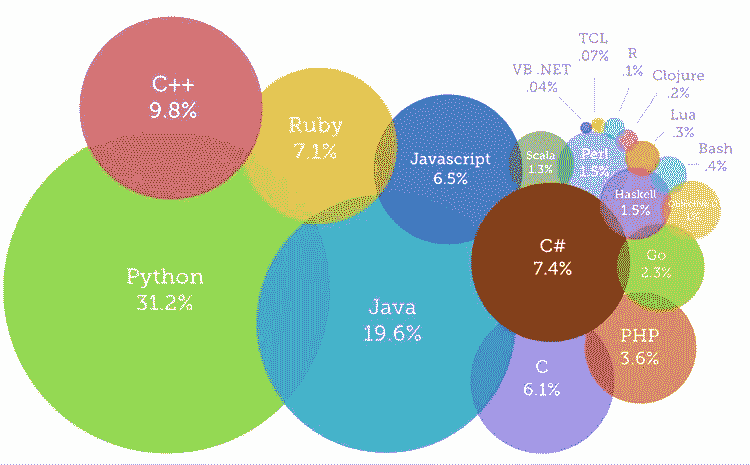 TCL
.07%
R
.1%
VB .NET
.04%
Clojure
.2%
Lua
.3%
Bash
.4%
C++
9.8%
Ruby
7.1%
Javascript
6.5%
Scala
1.3%
Perl
1.5%
Haskell
1.5%
C#
7.4%
Go
2.3%
Python
31.2%
Java
19.6%
PHP
3.6%
C
6.1%